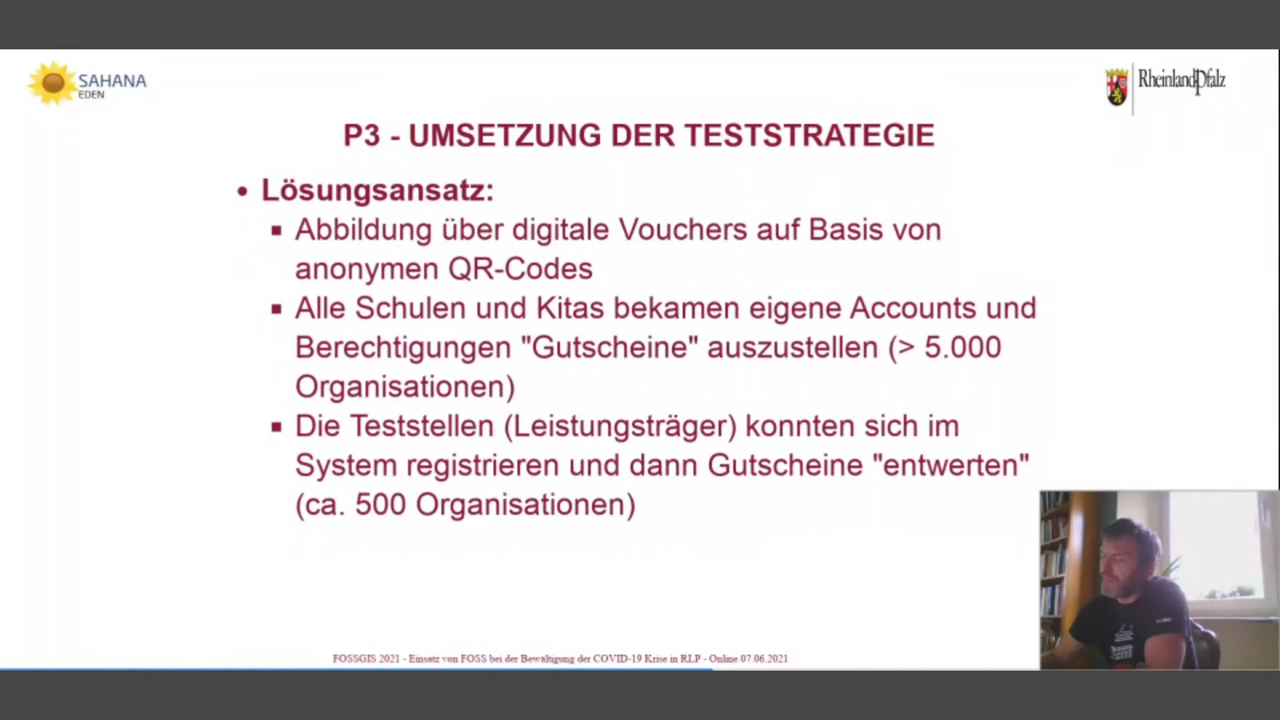 SAHANA
EDEN
RheinlandPfalz
P3 - UMSETZUNG DER TESTSTRATEGIE
• Lösungsansatz:
▪ Abbildung über digitale Vouchers auf Basis von
anonymen QR-Codes
▪ Alle Schulen und Kitas bekamen eigene Accounts und
Berechtigungen "Gutscheine" auszustellen (> 5.000
Organisationen)
▪ Die Teststellen (Leistungsträger) konnten sich im
System registrieren und dann Gutscheine "entwerten"
(ca. 500 Organisationen)
FOSSGIS 2021 - Einsatz von FOSS bei der Bewältigung der COVID-19 Krise in RLP - Online 07.06.2021